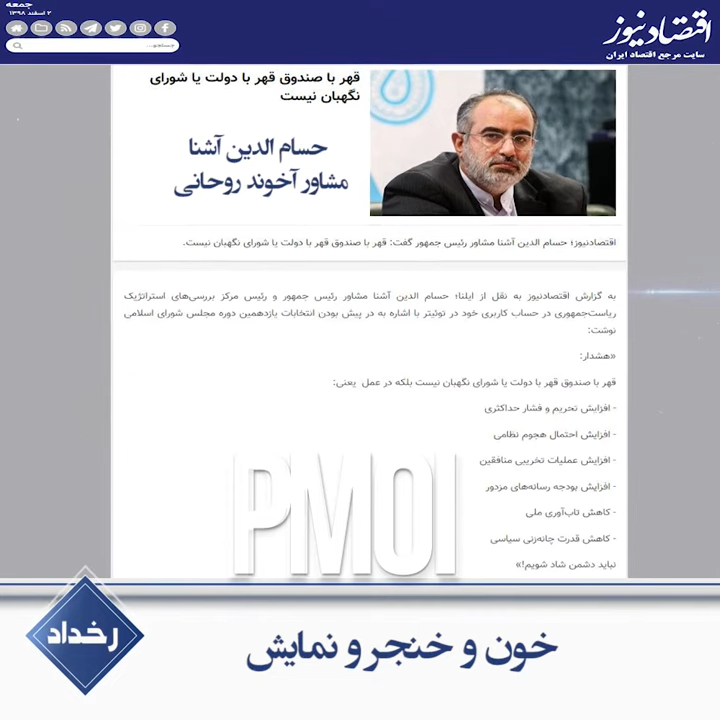 جمعه
۲ اسفند ۱۳۹۸
جستجو...
اقتصادنیوز
سایت مرجع اقتصاد ایران
قهر با صندوق قهر با دولت یا شورای
نگهبان نیست
حسام الدین آشنا
مشاور آخوند روحانی
اقتصادنیوز؛ حسام الدین آشنا مشاور رئیس جمهور گفت: قهر با صندوق قهر با دولت یا شورای نگهبان نیست.
به گزارش اقتصادنیوز به نقل از ایلنا؛ حسام الدین آشنا مشاور رئیس جمهور و رئیس مرکز بررسی‌های استراتژیک
ریاست‌جمهوری در حساب کاربری خود در توئیتر با اشاره به در پیش بودن انتخابات یازدهمین دوره مجلس شورای اسلامی
نوشت:
«هشدار:
قهر با صندوق قهر با دولت یا شورای نگهبان نیست بلکه در عمل یعنی:
- افزایش تحریم و فشار حداکثری
- افزایش احتمال هجوم نظامی
- افزایش عملیات تخریبی منافقین
- افزایش بودجه رسانه‌های مزدور
- کاهش تاب‌آوری ملی
- کاهش قدرت چانه‌زنی سیاسی
نباید دشمن شاد شویم!»
PMOI
رخداد
خون و خنجر و نمایش